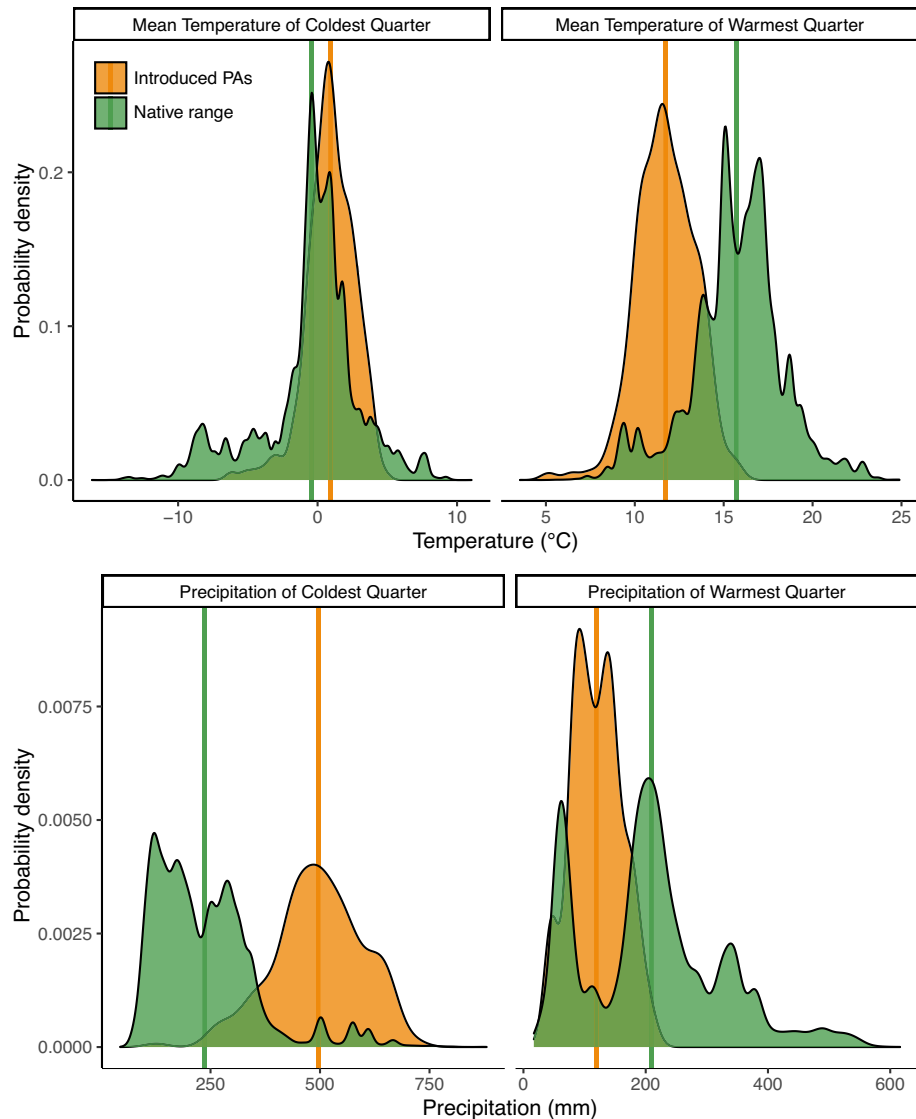 Mean Temperature of Coldest Quarter
Mean Temperature of Warmest Quarter
Introduced PAs
Native range
Probability density
0.2
0.1
0.0
−10
0
10
5
10
15
20
25
Temperature (°C)
Precipitation of Coldest Quarter
Precipitation of Warmest Quarter
Probability density
0.0075
0.0050
0.0025
0.0000
250
500
750
0
200
400
600
Precipitation (mm)